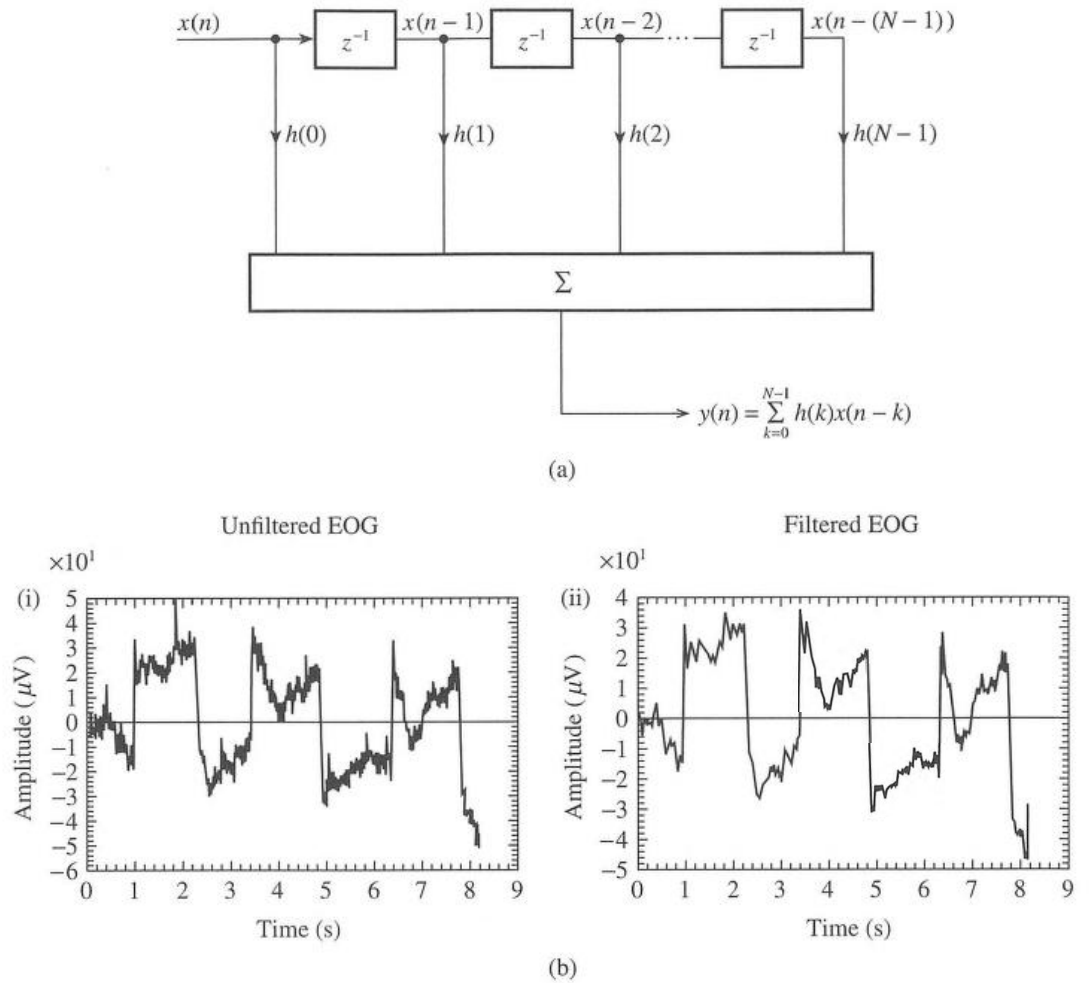 x(n) x(n − 1) x(n − 2) x(n − (N − 1))
z⁻¹ z⁻¹ ... z⁻¹
h(0) h(1) h(2) h(N − 1)
Σ
y(n) = Σ_{k=0}^{N−1} h(k)x(n − k)
(a)
Unfiltered EOG
×10¹
(i)
5
4
3
2
1
0
−1
−2
−3
−4
−5
−6
Amplitude (μV)
0 1 2 3 4 5 6 7 8 9
Time (s)
Filtered EOG
×10¹
(ii)
4
3
2
1
0
−1
−2
−3
−4
−5
Amplitude (μV)
0 1 2 3 4 5 6 7 8 9
Time (s)
(b)